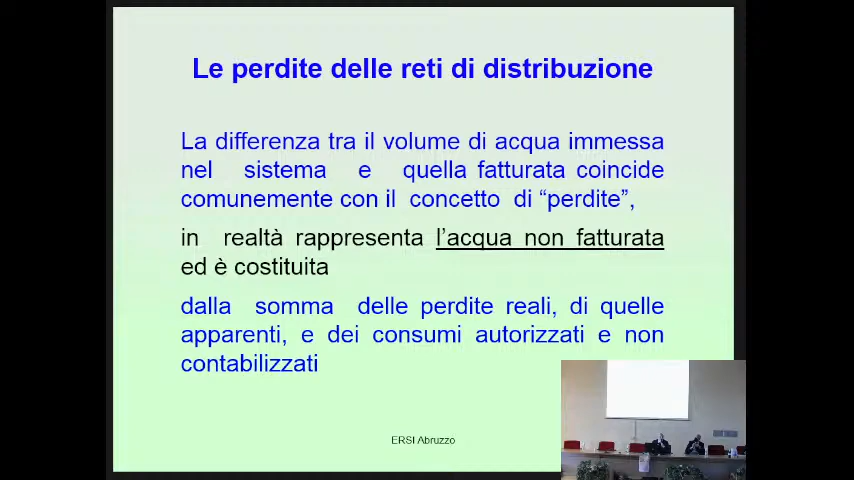 Le perdite delle reti di distribuzione
La differenza tra il volume di acqua immessa
nel sistema e quella fatturata coincide
comunemente con il concetto di “perdite”,
in realtà rappresenta l’acqua non fatturata
ed è costituita
dalla somma delle perdite reali, di quelle
apparenti, e dei consumi autorizzati e non
contabilizzati
ERSI Abruzzo